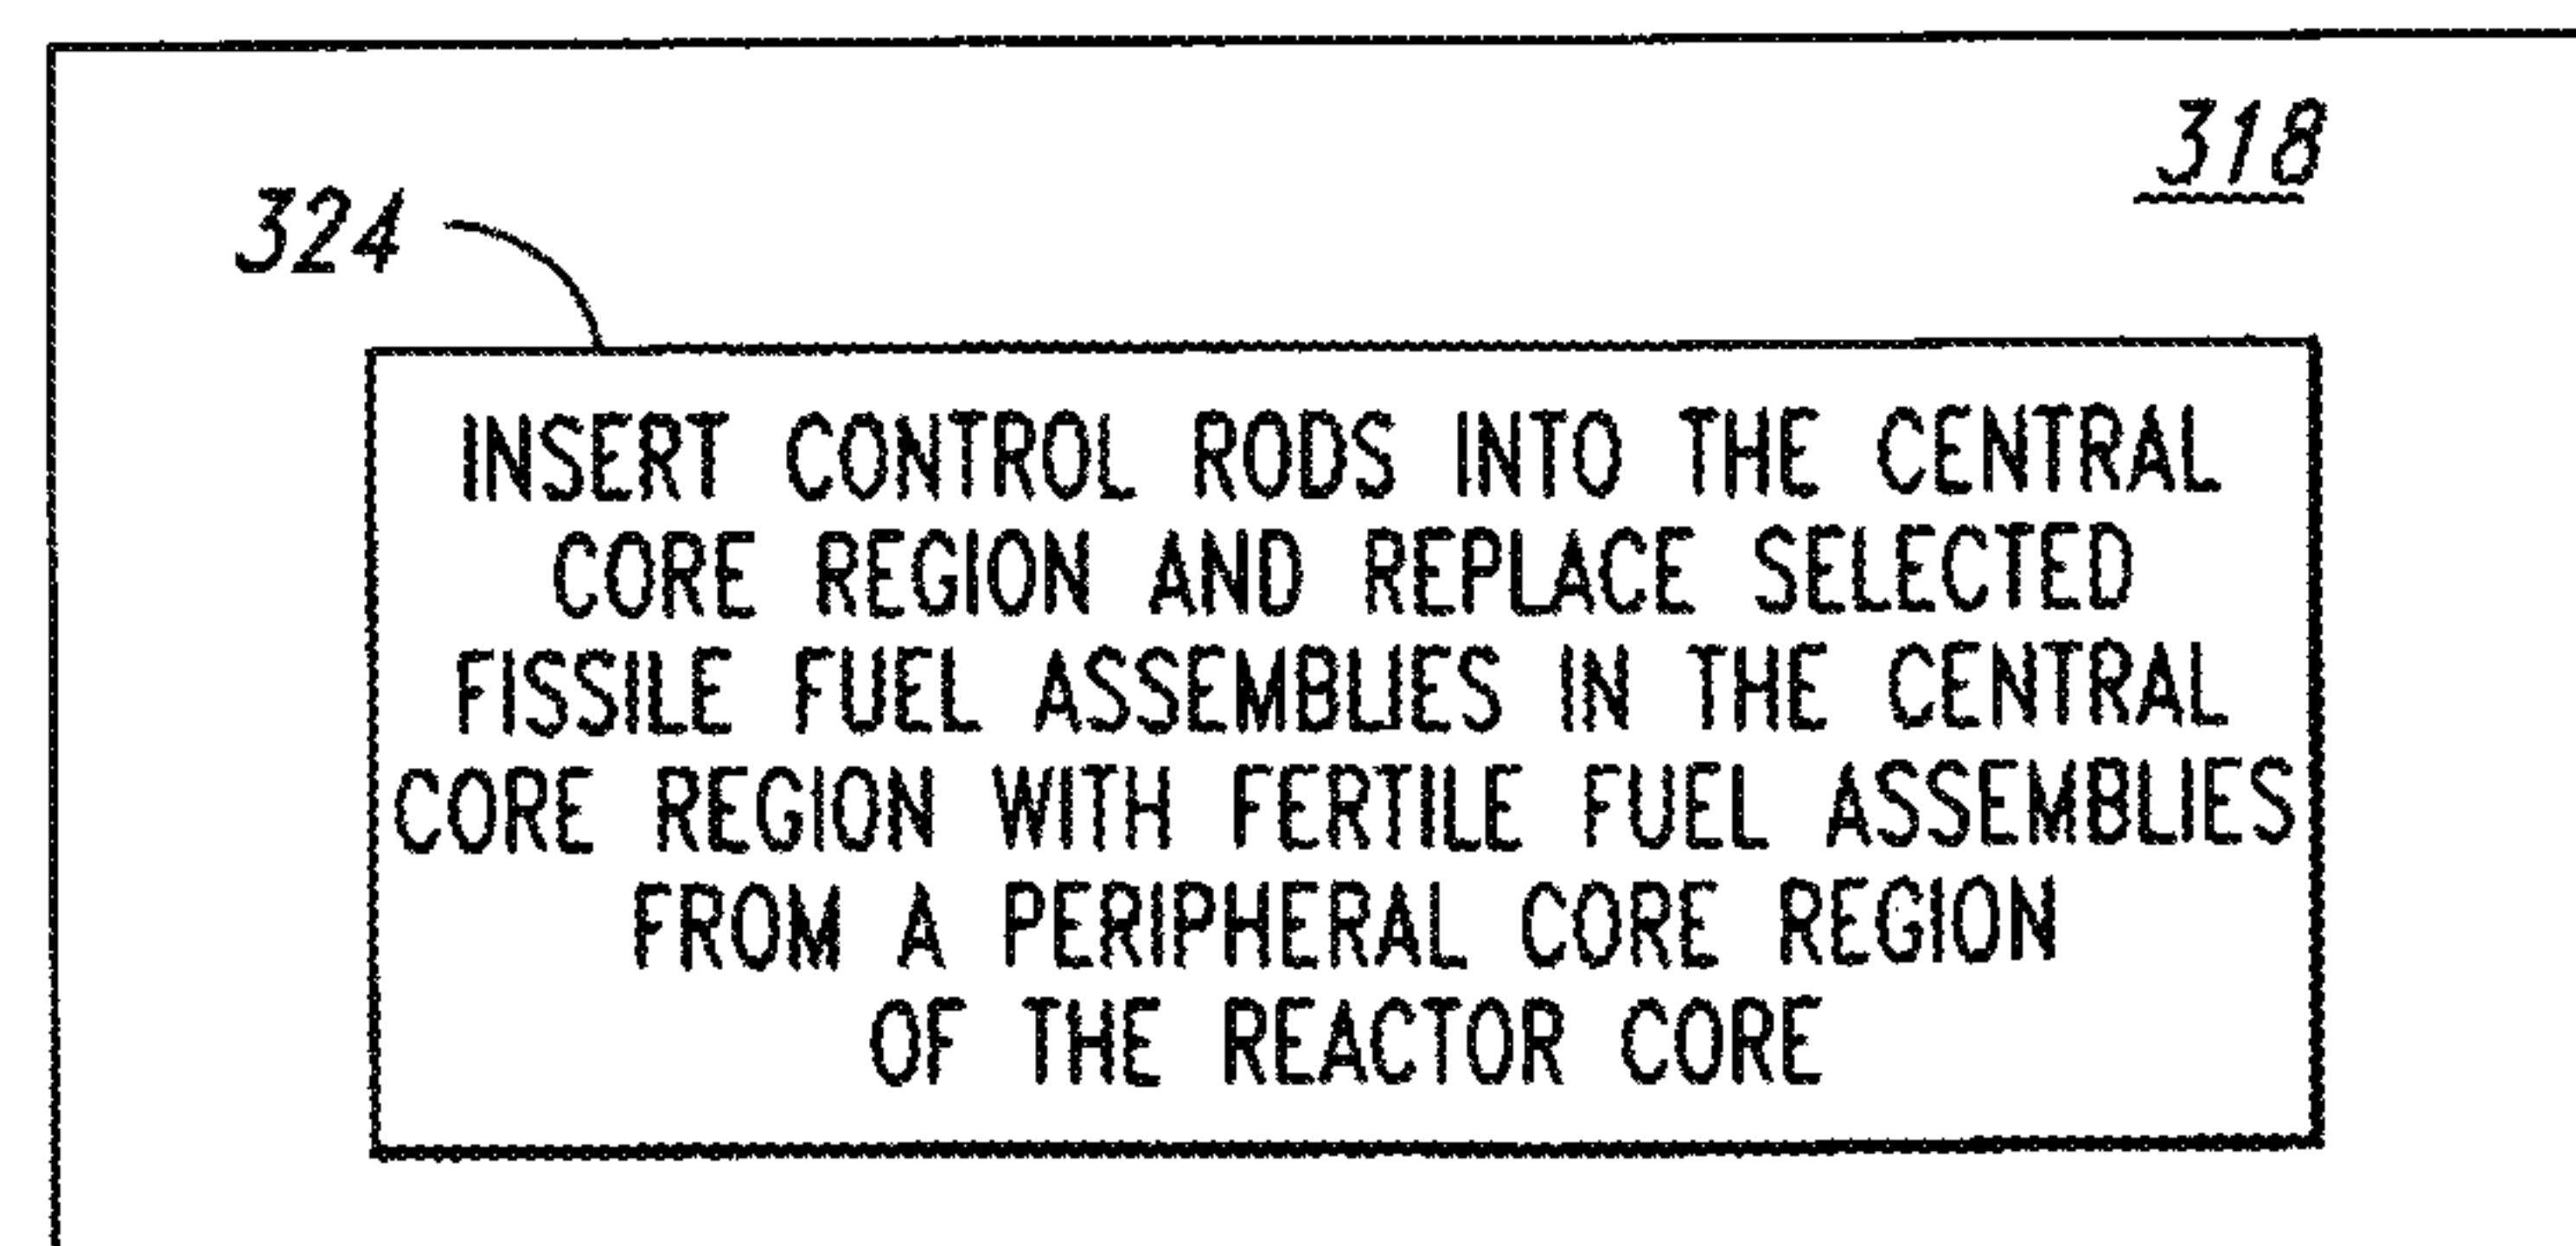 318
324
INSERT CONTROL RODS INTO THE CENTRAL
CORE REGION AND REPLACE SELECTED
FISSILE FUEL ASSEMBLIES IN THE CENTRAL
CORE REGION WITH FERTILE FUEL ASSEMBLIES
FROM A PERIPHERAL CORE REGION
OF THE REACTOR CORE